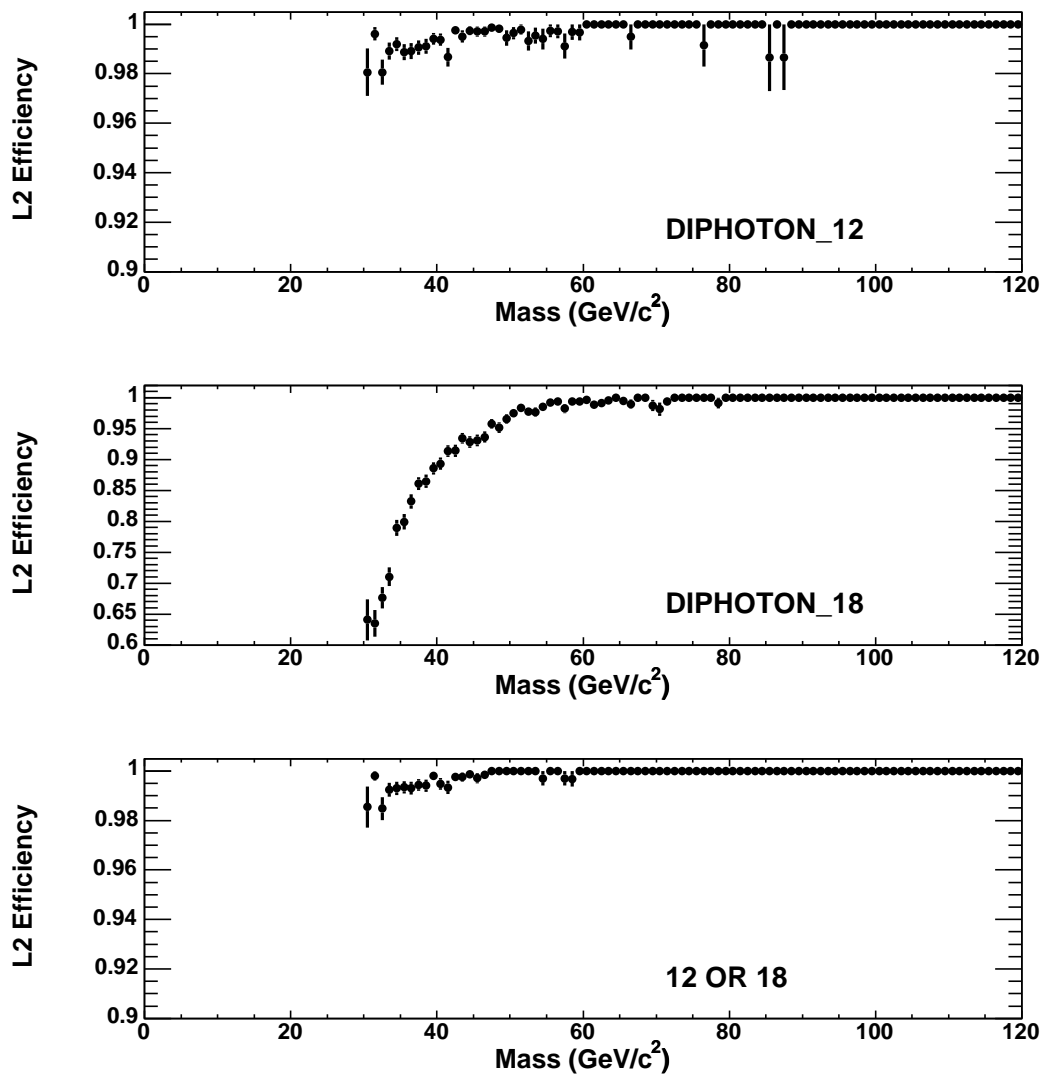 L2 Efficiency
1
0.98
0.96
0.94
0.92
0.9
DIPHOTON_12
0 20 40 60 80 100 120
Mass (GeV/c²)
L2 Efficiency
1
0.95
0.9
0.85
0.8
0.75
0.7
0.65
0.6
DIPHOTON_18
0 20 40 60 80 100 120
Mass (GeV/c²)
L2 Efficiency
1
0.98
0.96
0.94
0.92
0.9
12 OR 18
0 20 40 60 80 100 120
Mass (GeV/c²)